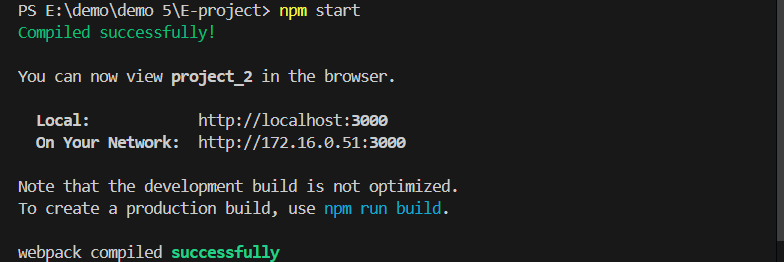 PS E:\demo\demo 5\E-project> npm start
Compiled successfully!
You can now view project_2 in the browser.
Local: http://localhost:3000
On Your Network: http://172.16.0.51:3000
Note that the development build is not optimized.
To create a production build, use npm run build.
webpack compiled successfully